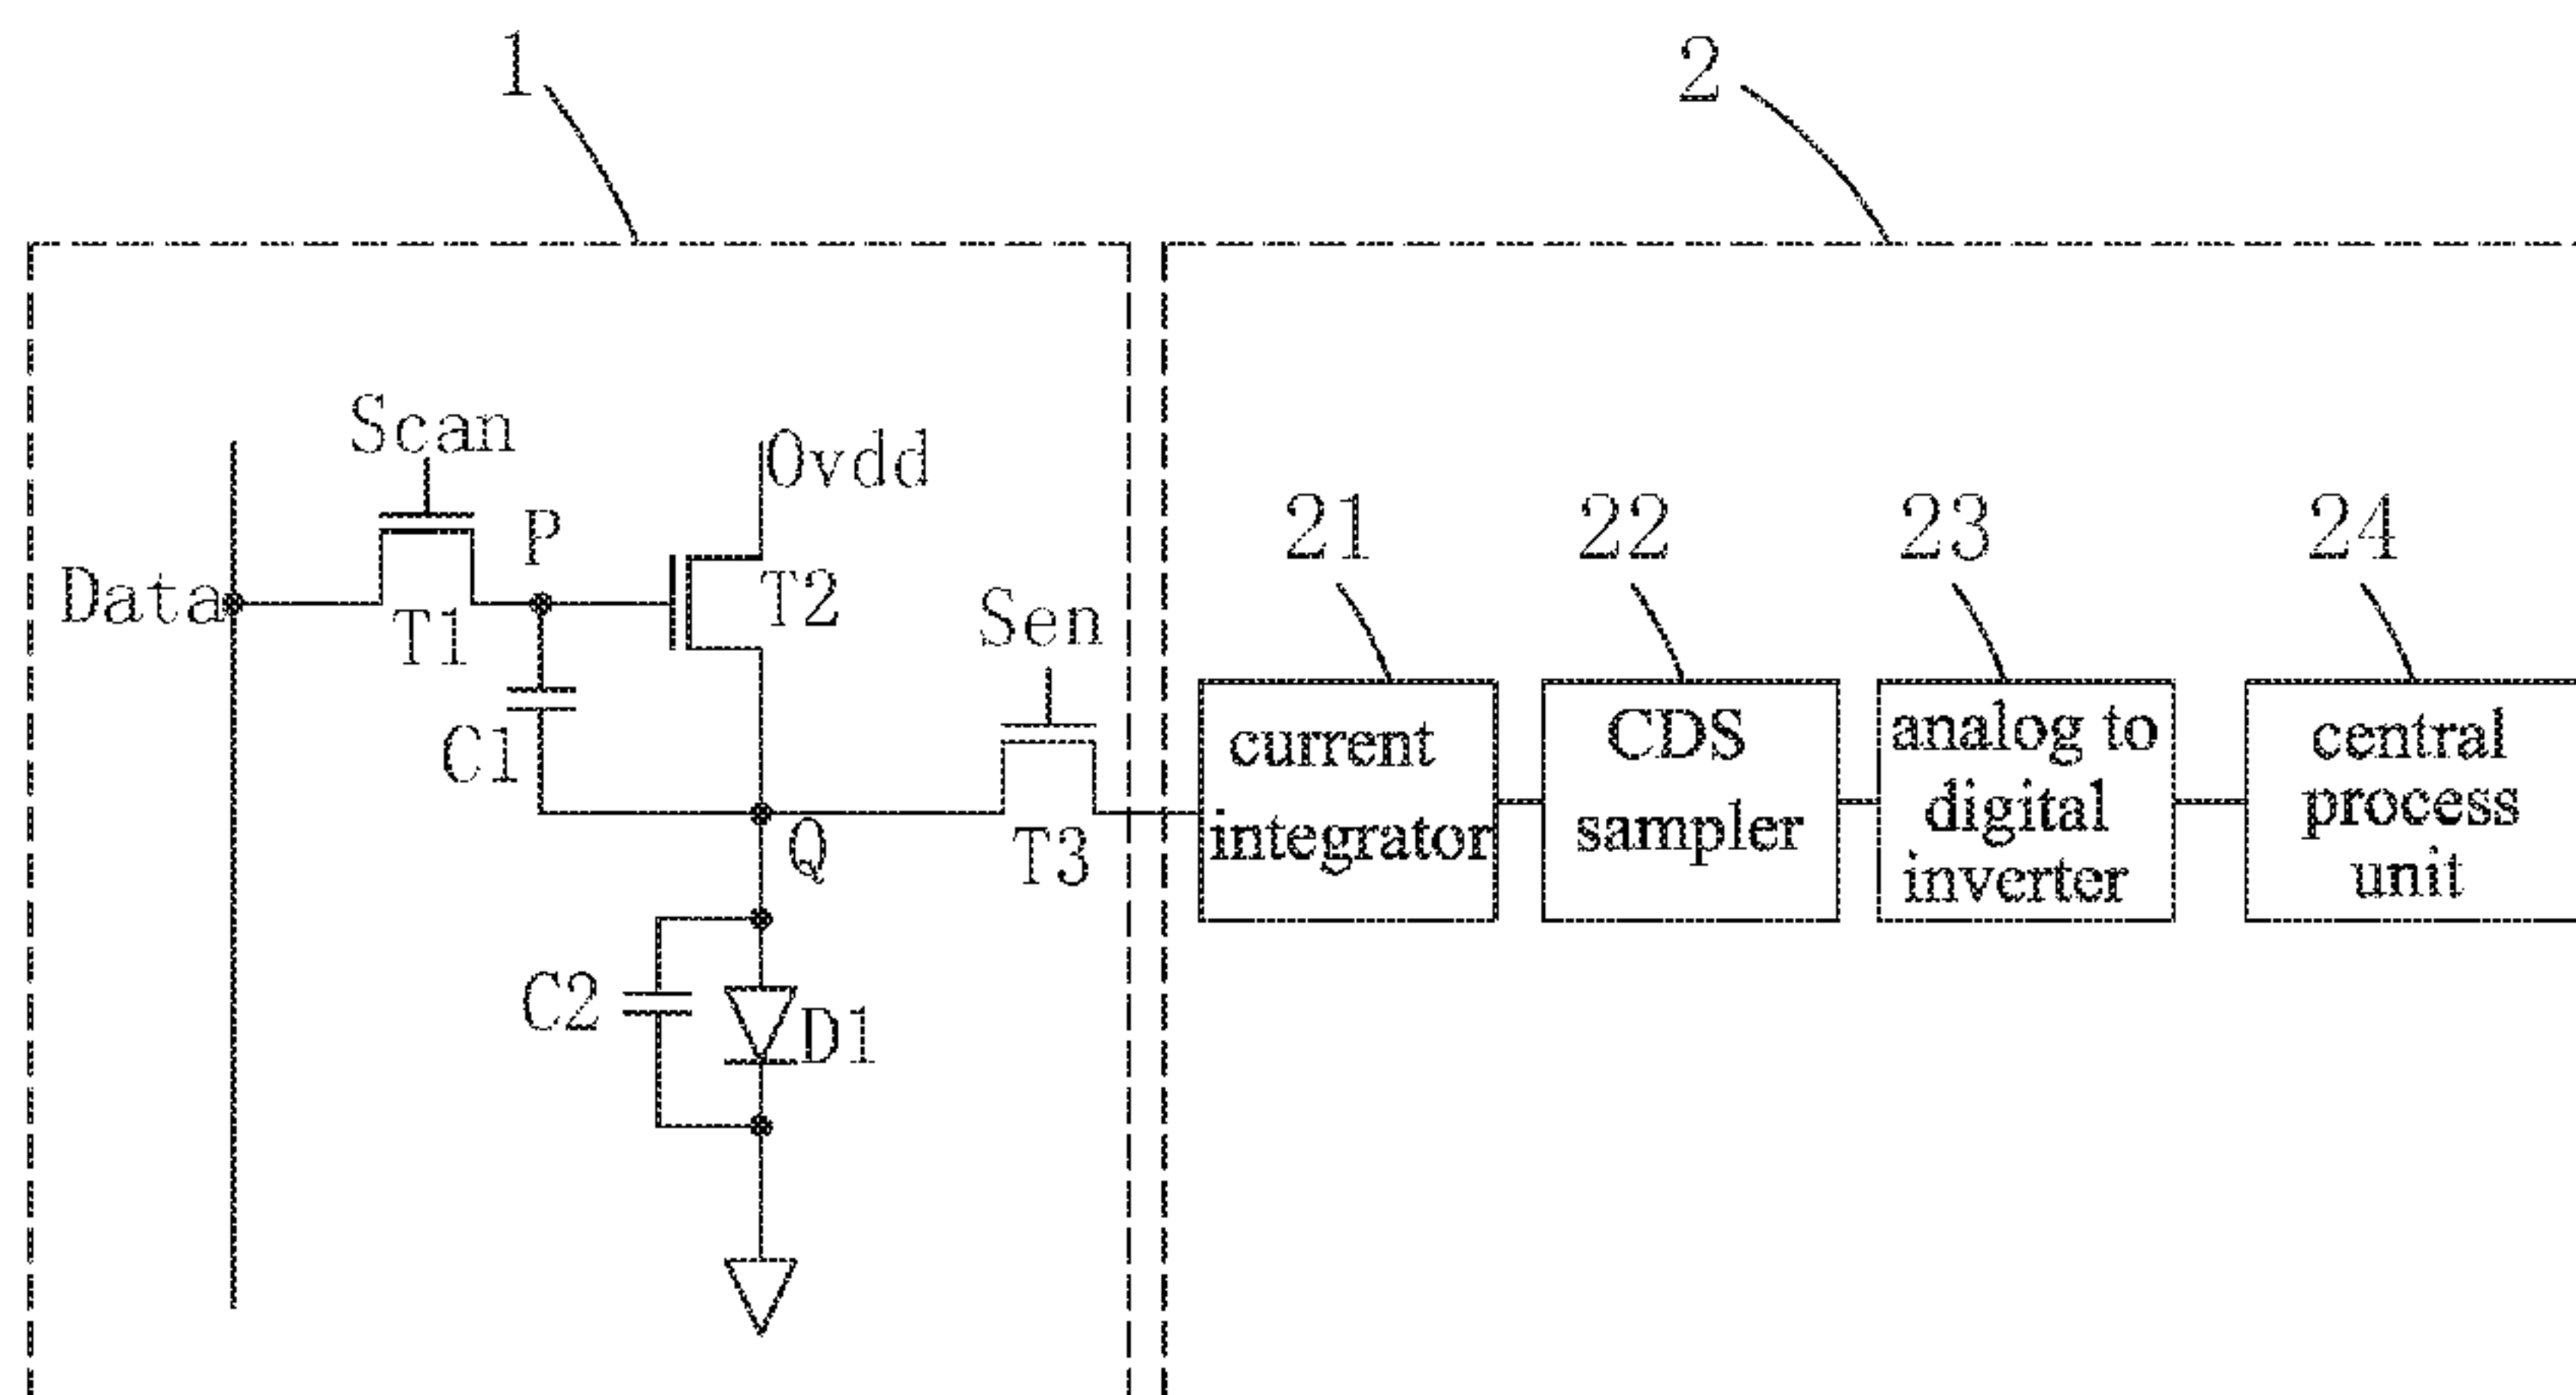 1
2
Scan
Ovdd
P
Data
T1
T2
Sen
C1
Q
T3
C2
D1
21
22
23
24
current
integrator
CDS
sampler
analog to
digital
inverter
central
process
unit